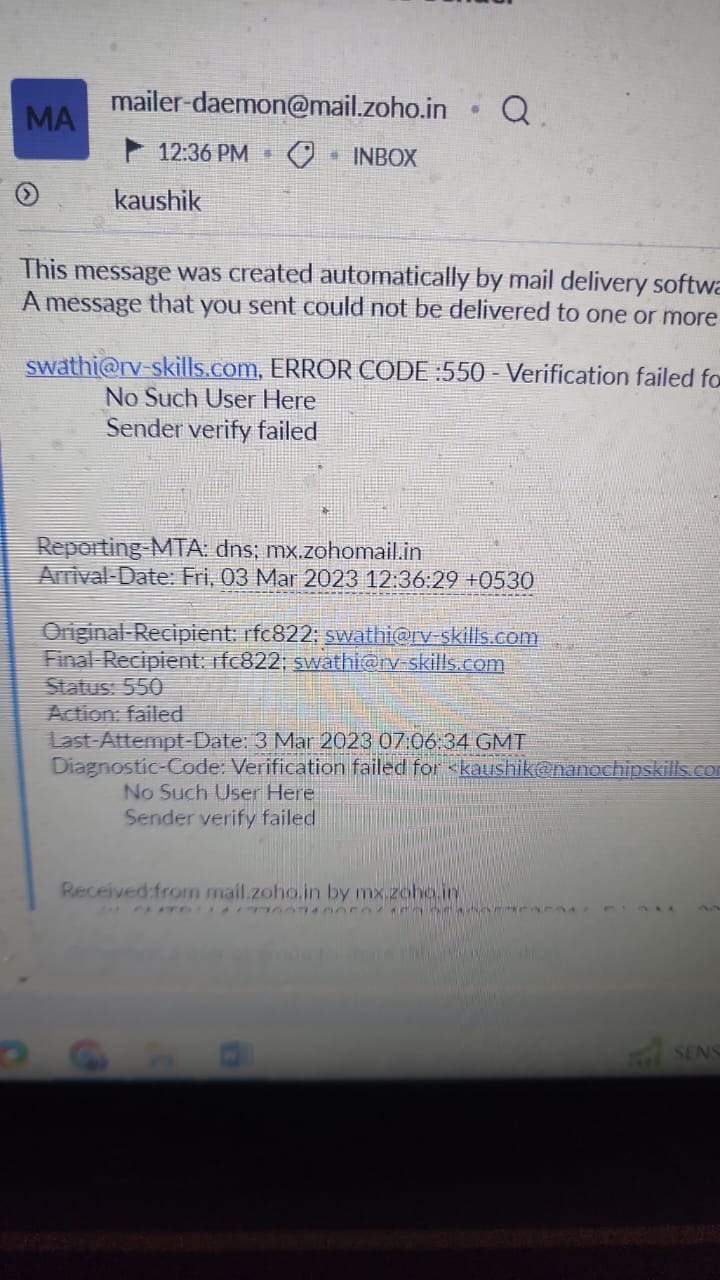 MA
mailer-daemon@mail.zoho.in
12:36 PM • INBOX
kaushik
This message was created automatically by mail delivery softwa
A message that you sent could not be delivered to one or more
swathi@rv-skills.com, ERROR CODE :550 - Verification failed fo
No Such User Here
Sender verify failed
Reporting-MTA: dns; mx.zohomail.in
Arrival-Date: Fri, 03 Mar 2023 12:36:29 +0530
Original-Recipient: rfc822; swathi@rv-skills.com
Final-Recipient: rfc822; swathi@rv-skills.com
Status: 550
Action: failed
Last-Attempt-Date: 3 Mar 2023 07:06:34 GMT
Diagnostic-Code: Verification failed for <kaushik@nanochipskills.co
No Such User Here
Sender verify failed
Received:from mail.zoho.in by mx.zoho.in
SENS